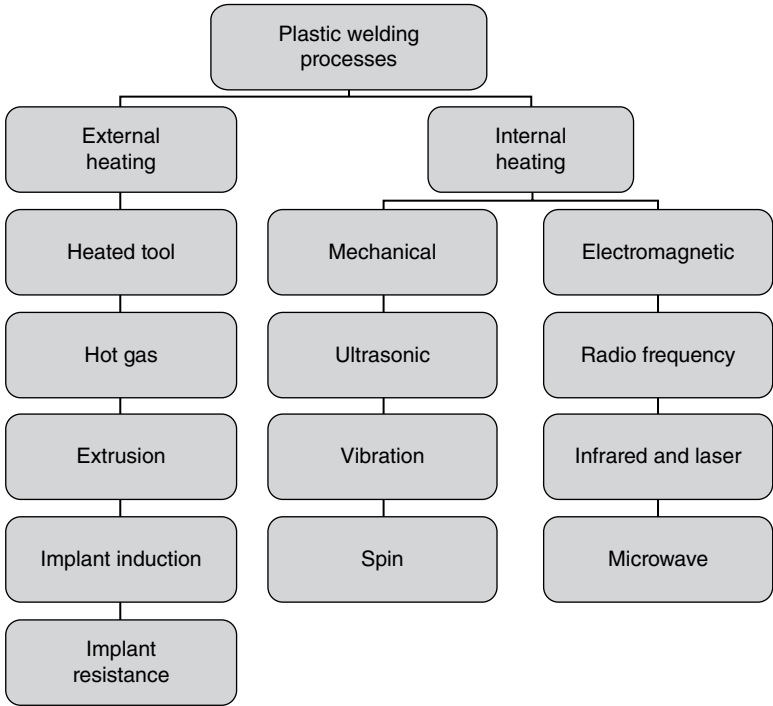 Plastic welding
processes
External
heating
Internal
heating
Heated tool
Mechanical
Electromagnetic
Hot gas
Ultrasonic
Radio frequency
Extrusion
Vibration
Infrared and laser
Implant induction
Spin
Microwave
Implant
resistance